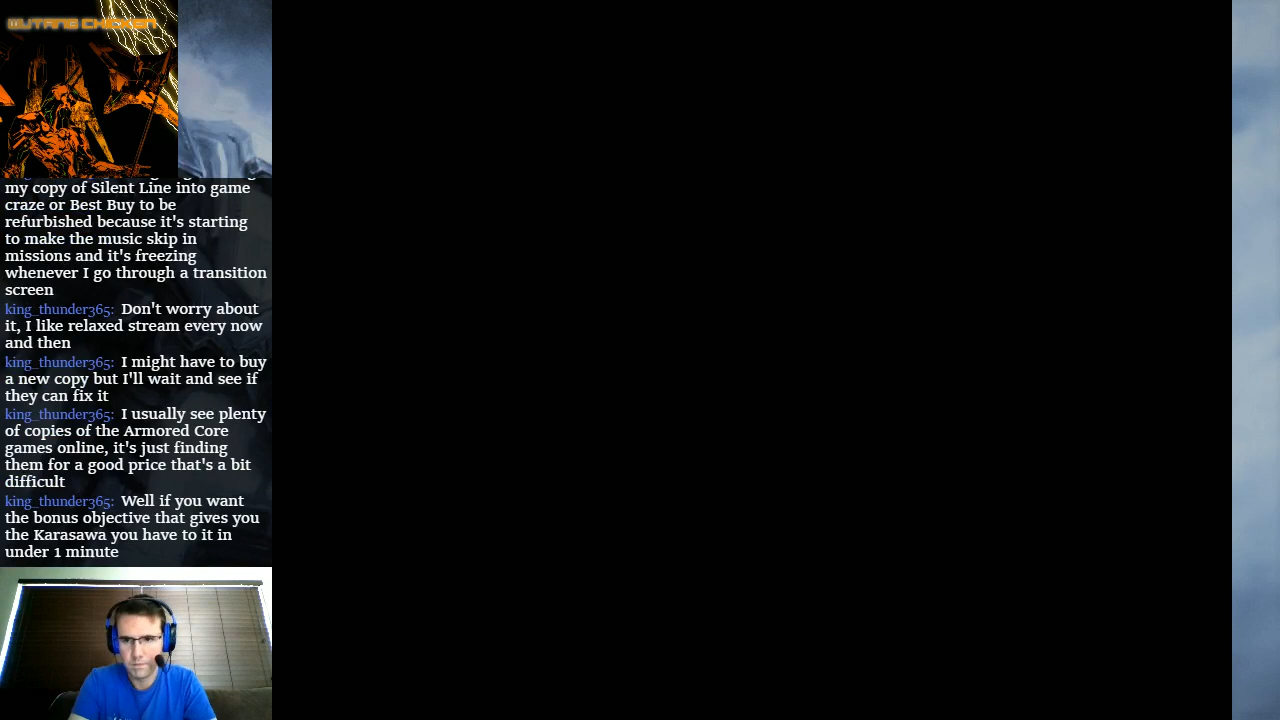 WUTANG CHICKEN
my copy of Silent Line into game
craze or Best Buy to be
refurbished because it's starting
to make the music skip in
missions and it's freezing
whenever I go through a transition
screen
king_thunder365: Don't worry about
it, I like relaxed stream every now
and then
king_thunder365: I might have to buy
a new copy but I'll wait and see if
they can fix it
king_thunder365: I usually see plenty
of copies of the Armored Core
games online, it's just finding
them for a good price that's a bit
difficult
king_thunder365: Well if you want
the bonus objective that gives you
the Karasawa you have to it in
under 1 minute